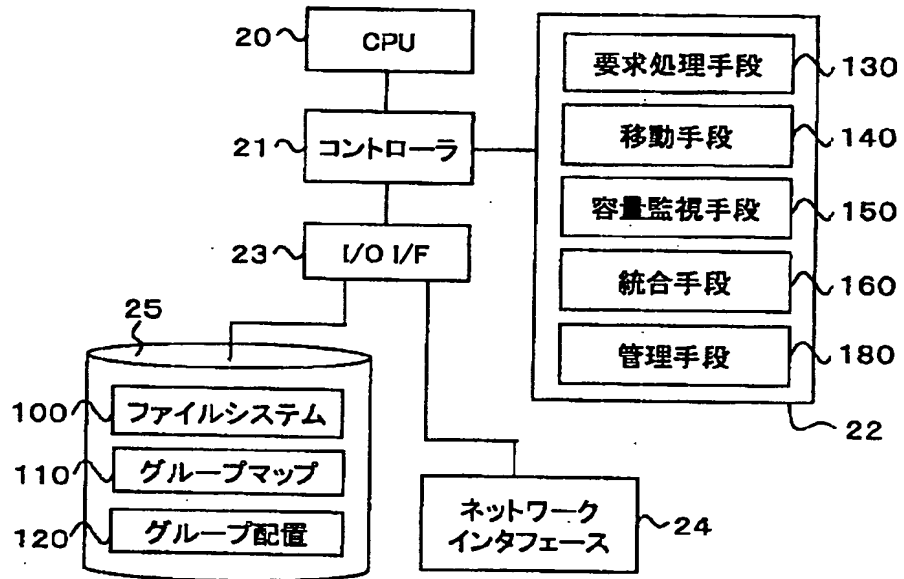 20 CPU
要求処理手段 130
移動手段 140
21 コントローラ
容量監視手段 150
23 I/O I/F
統合手段 160
25
管理手段 180
100 ファイルシステム
22
110 グループマップ
120 グループ配置
ネットワーク
インタフェース 24